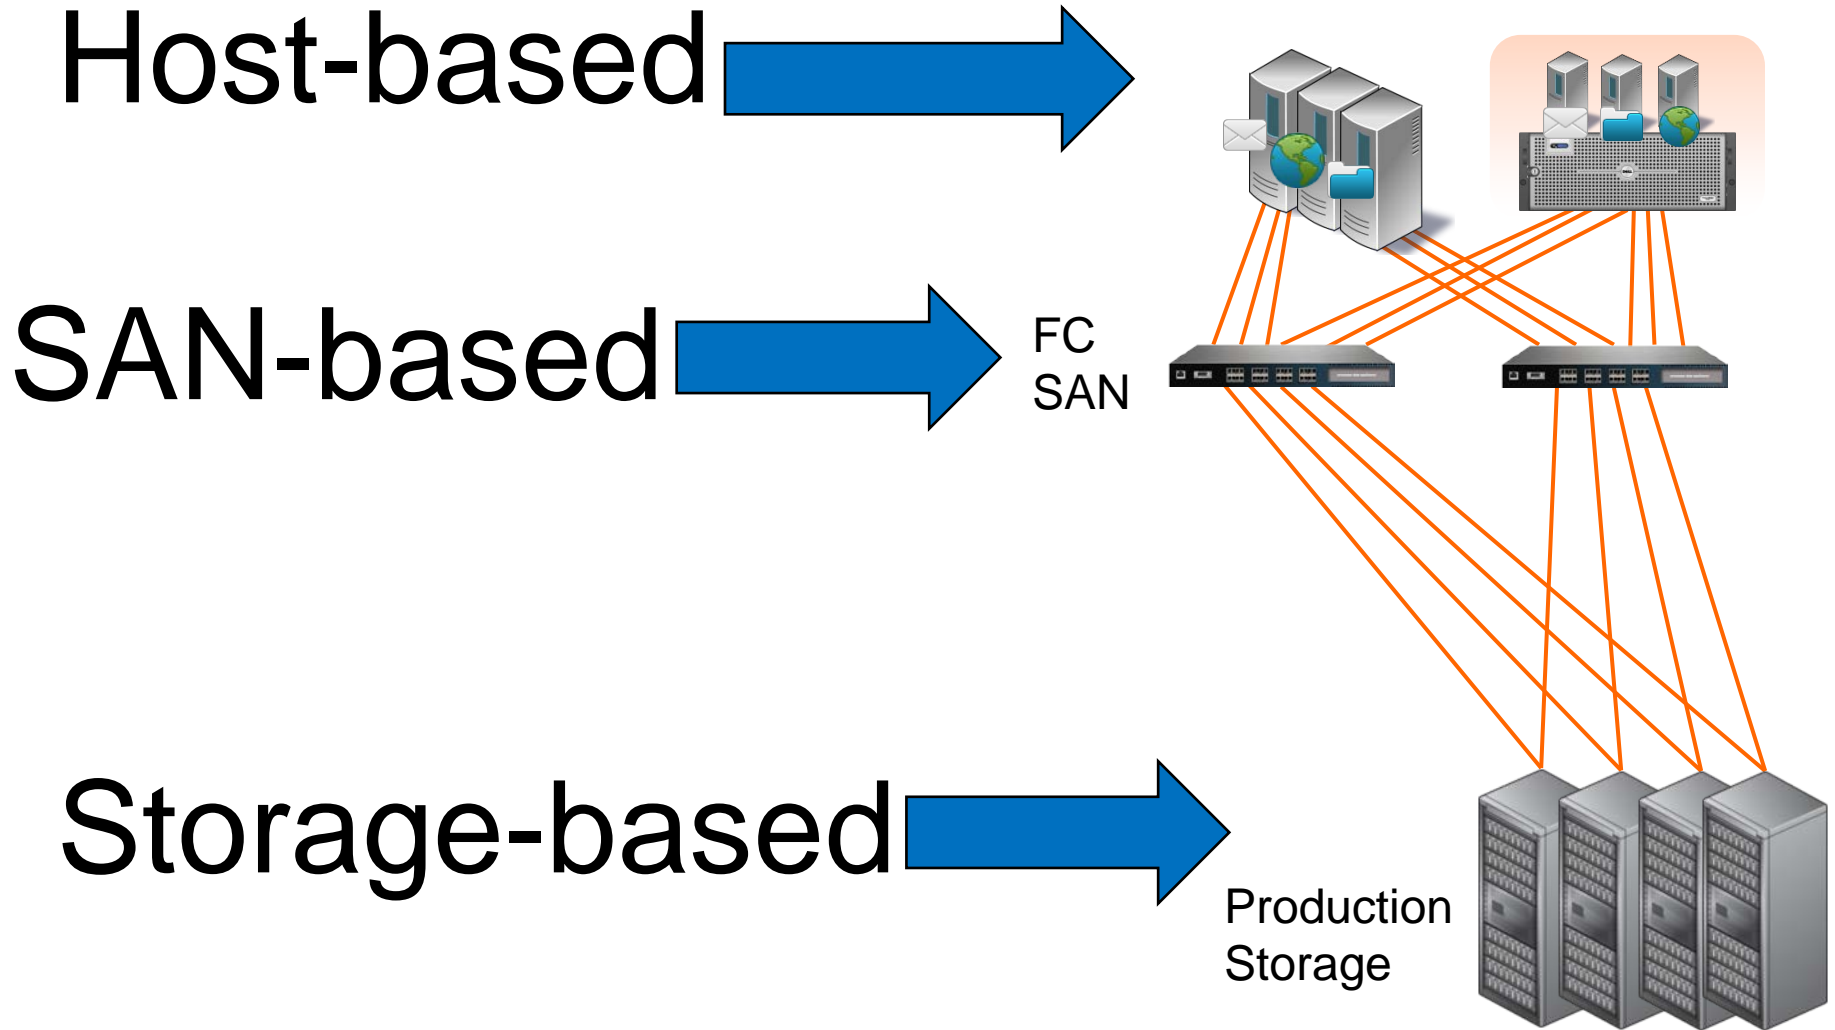 Host-based
SAN-based
FC
SAN
Storage-based
Production
Storage